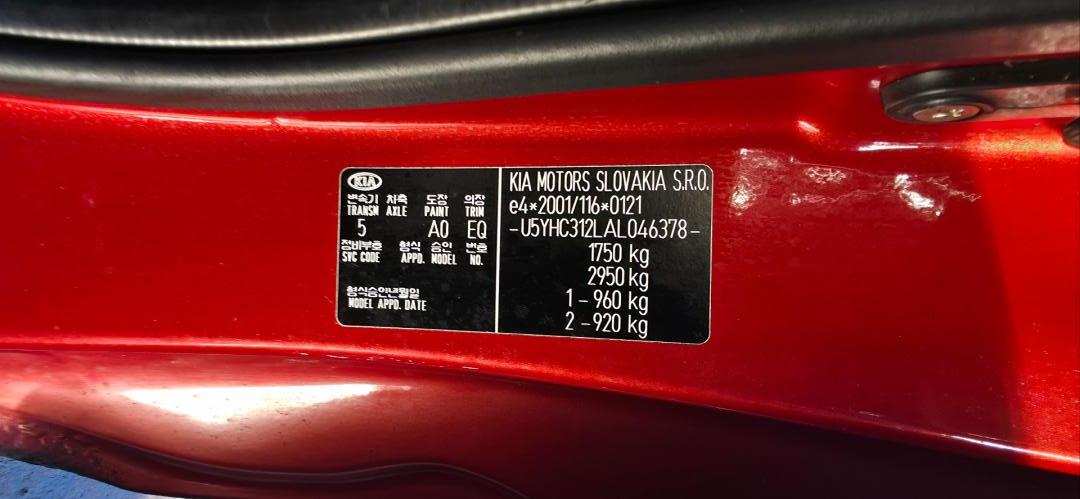 KIA
변속기 차축 도장 의장
TRANSM AXLE PAINT TRIM
5 A0 EQ
정비부호 형식 승인 번호
SVC CODE APPD. MODEL NO.
형식승인년월일
MODEL APPD. DATE
KIA MOTORS SLOVAKIA S.R.O.
e4*2001/116*0121
-U5YHC312LAL046378-
1750 kg
2950 kg
1 - 960 kg
2 - 920 kg